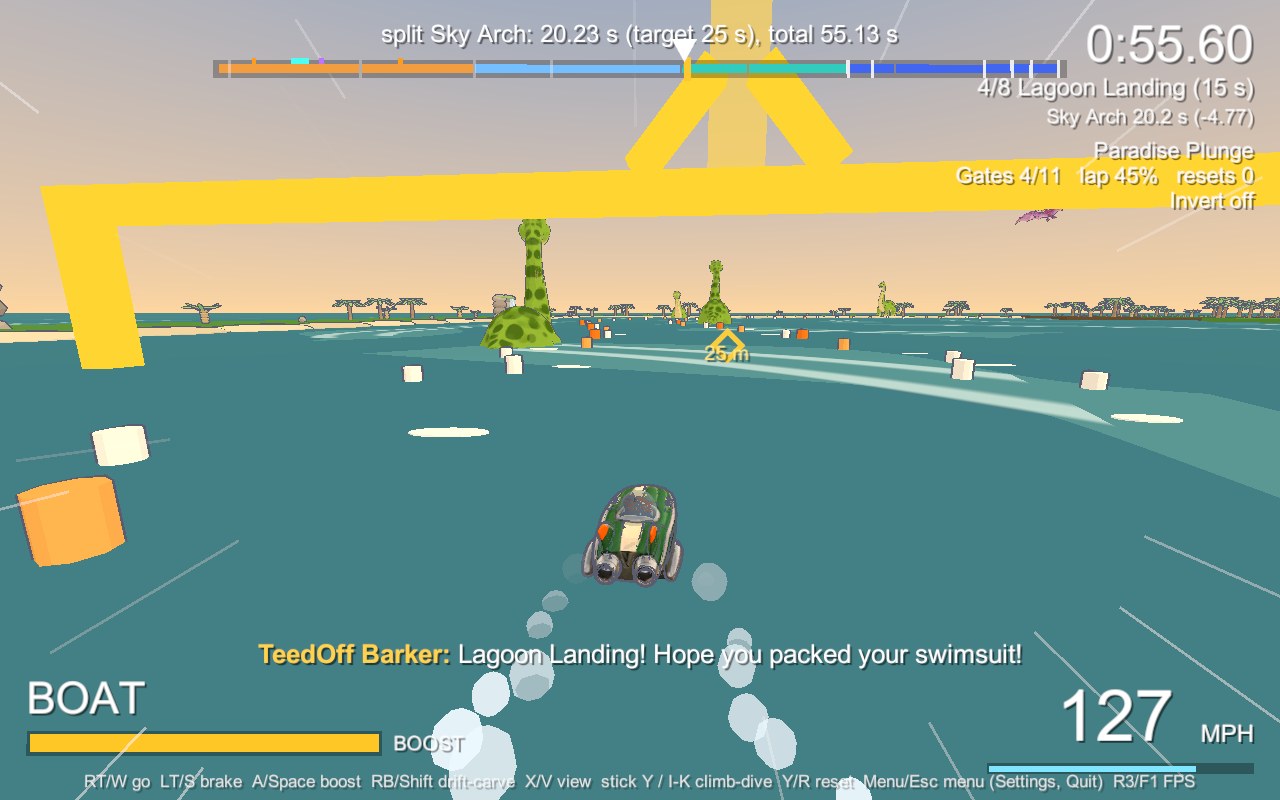 split Sky Arch: 20.23 s (target 25 s), total 55.13 s
0:55.60
4/8 Lagoon Landing (15 s)
Sky Arch 20.2 s (-4.77)
Paradise Plunge
Gates 4/11 lap 45% resets 0
Invert off
25 m
TeedOff Barker: Lagoon Landing! Hope you packed your swimsuit!
BOAT
BOOST
127 MPH
RT/W go LT/S brake A/Space boost RB/Shift drift-carve X/V view stick Y / I-K climb-dive Y/R reset Menu/Esc menu (Settings, Quit) R3/F1 FPS